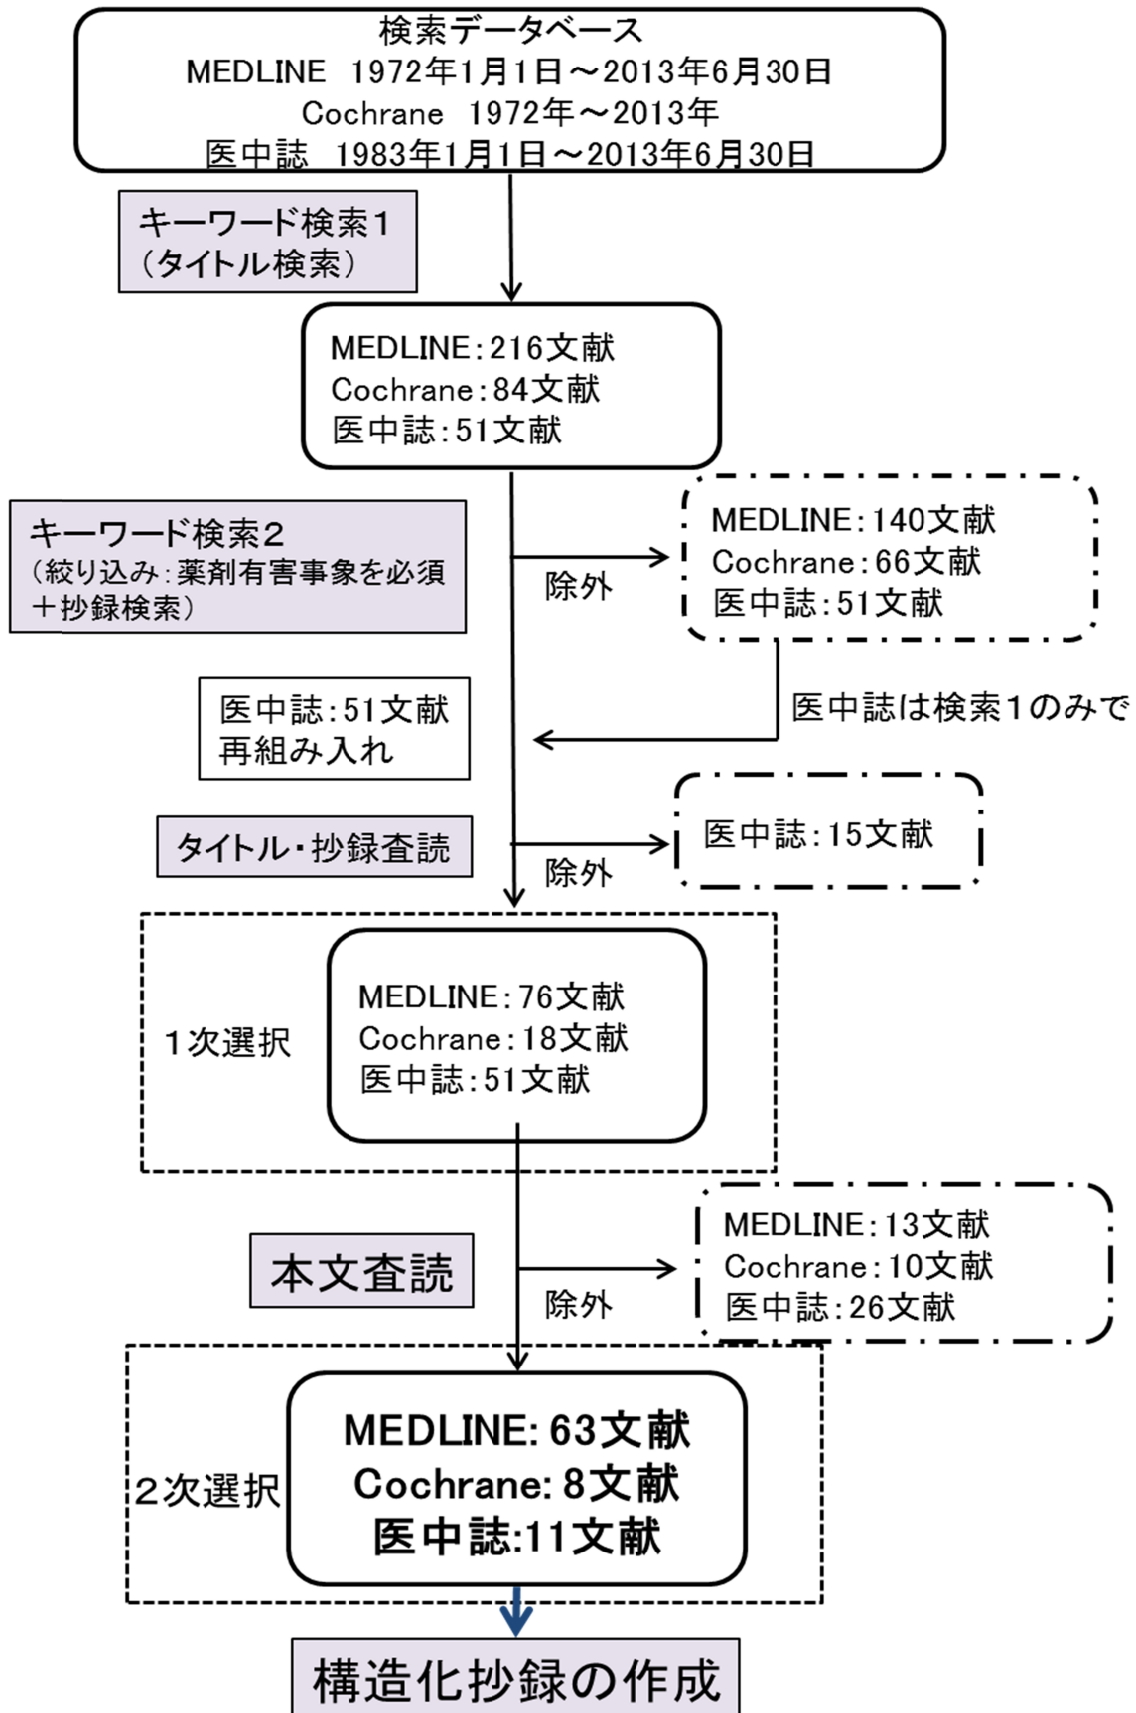 検索データベース
MEDLINE 1972年1月1日～2013年6月30日
Cochrane 1972年～2013年
医中誌 1983年1月1日～2013年6月30日
キーワード検索1
（タイトル検索）
MEDLINE：216文献
Cochrane：84文献
医中誌：51文献
キーワード検索2
（絞り込み：薬剤有害事象を必須
＋抄録検索）
除外
MEDLINE：140文献
Cochrane：66文献
医中誌：51文献
医中誌：51文献
再組み入れ
医中誌は検索1のみで
タイトル・抄録査読
除外
医中誌：15文献
1次選択
MEDLINE：76文献
Cochrane：18文献
医中誌：51文献
本文査読
除外
MEDLINE：13文献
Cochrane：10文献
医中誌：26文献
2次選択
MEDLINE: 63文献
Cochrane: 8文献
医中誌:11文献
構造化抄録の作成